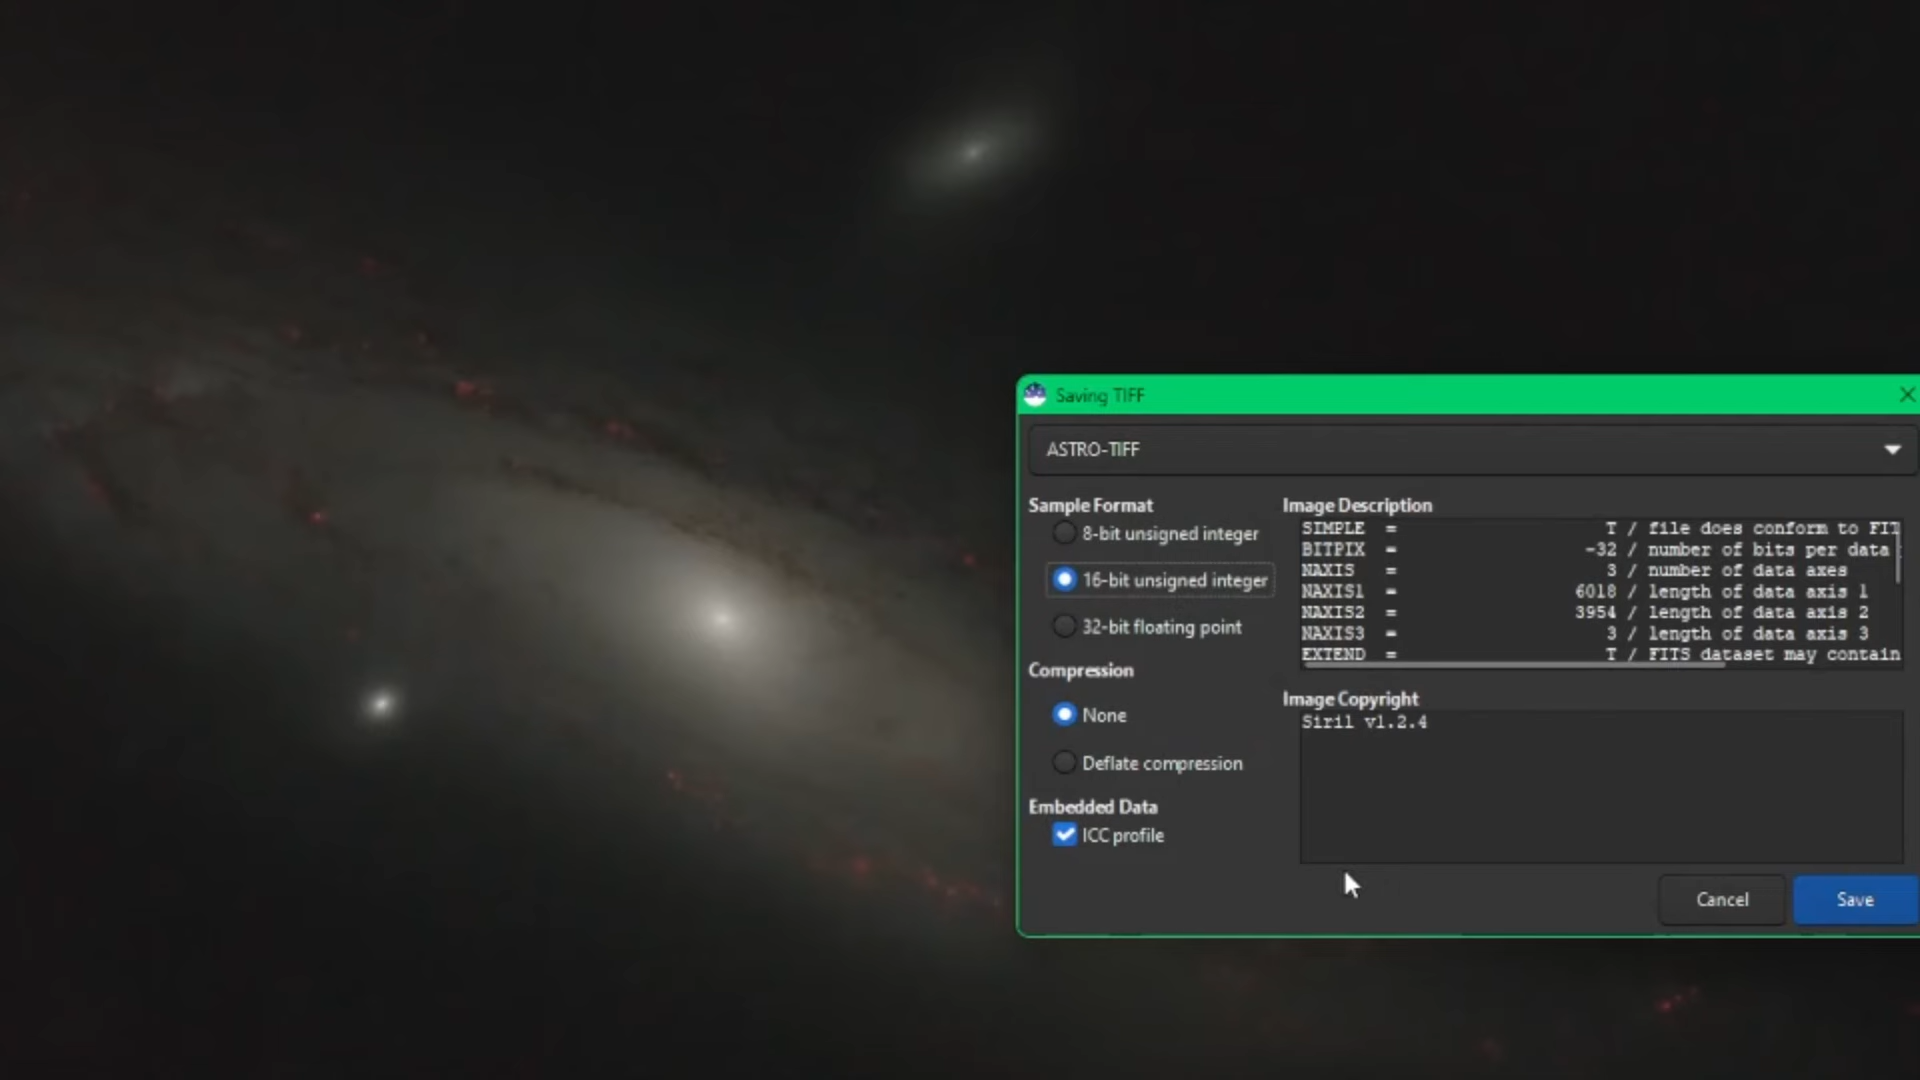 Saving TIFF
ASTRO-TIFF
Sample Format
8-bit unsigned integer
16-bit unsigned integer
32-bit floating point
Compression
None
Deflate compression
Embedded Data
ICC profile
Image Description
SIMPLE = T / file does conform to FIT
BITPIX = -32 / number of bits per data
NAXIS = 3 / number of data axes
NAXIS1 = 6018 / length of data axis 1
NAXIS2 = 3954 / length of data axis 2
NAXIS3 = 3 / length of data axis 3
EXTEND = T / FITS dataset may contain
Image Copyright
Siril v1.2.4
Cancel
Save